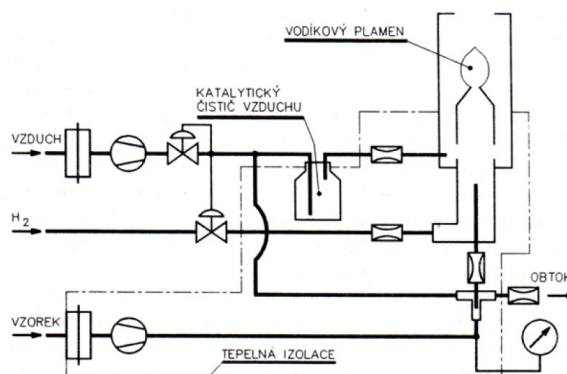 VODÍKOVÝ PLAMEN
KATALYTICKÝ
ČISTIČ VZDUCHU
VZDUCH
H2
OBTOK
VZOREK
TEPELNÁ IZOLACE